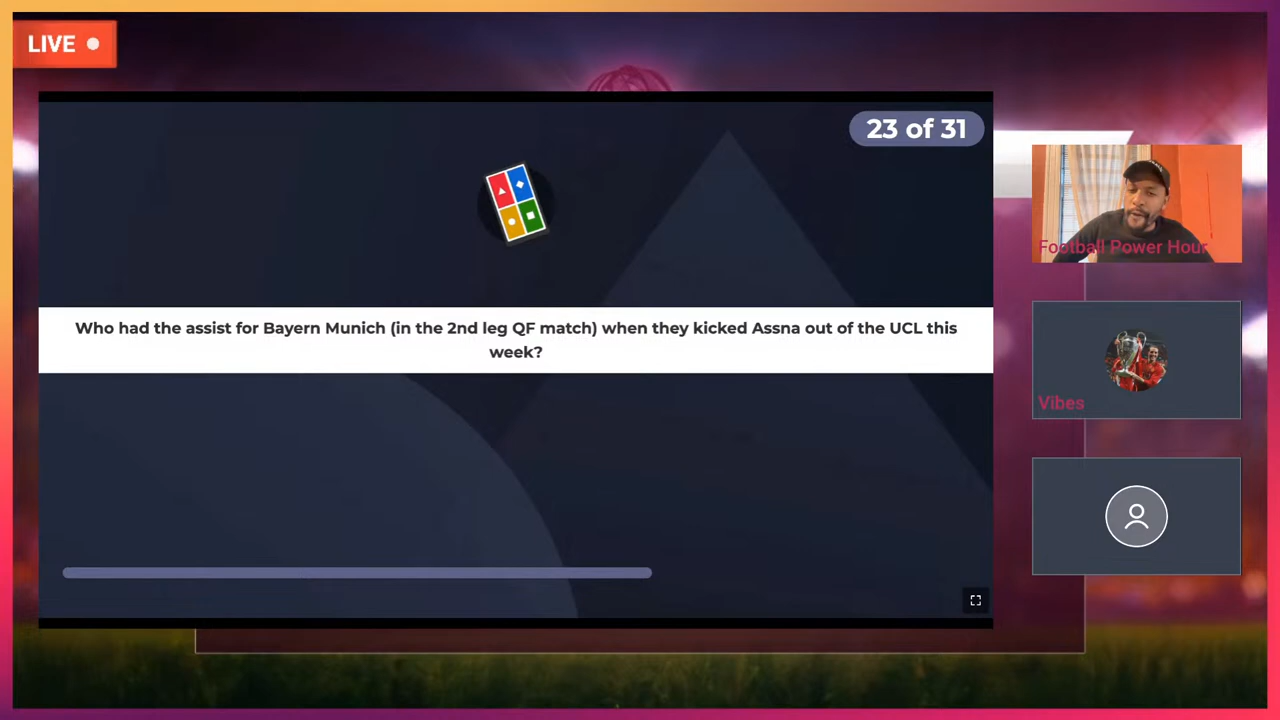 LIVE
23 of 31
Who had the assist for Bayern Munich (in the 2nd leg QF match) when they kicked Assna out of the UCL this
week?
Football Power Hour
Vibes